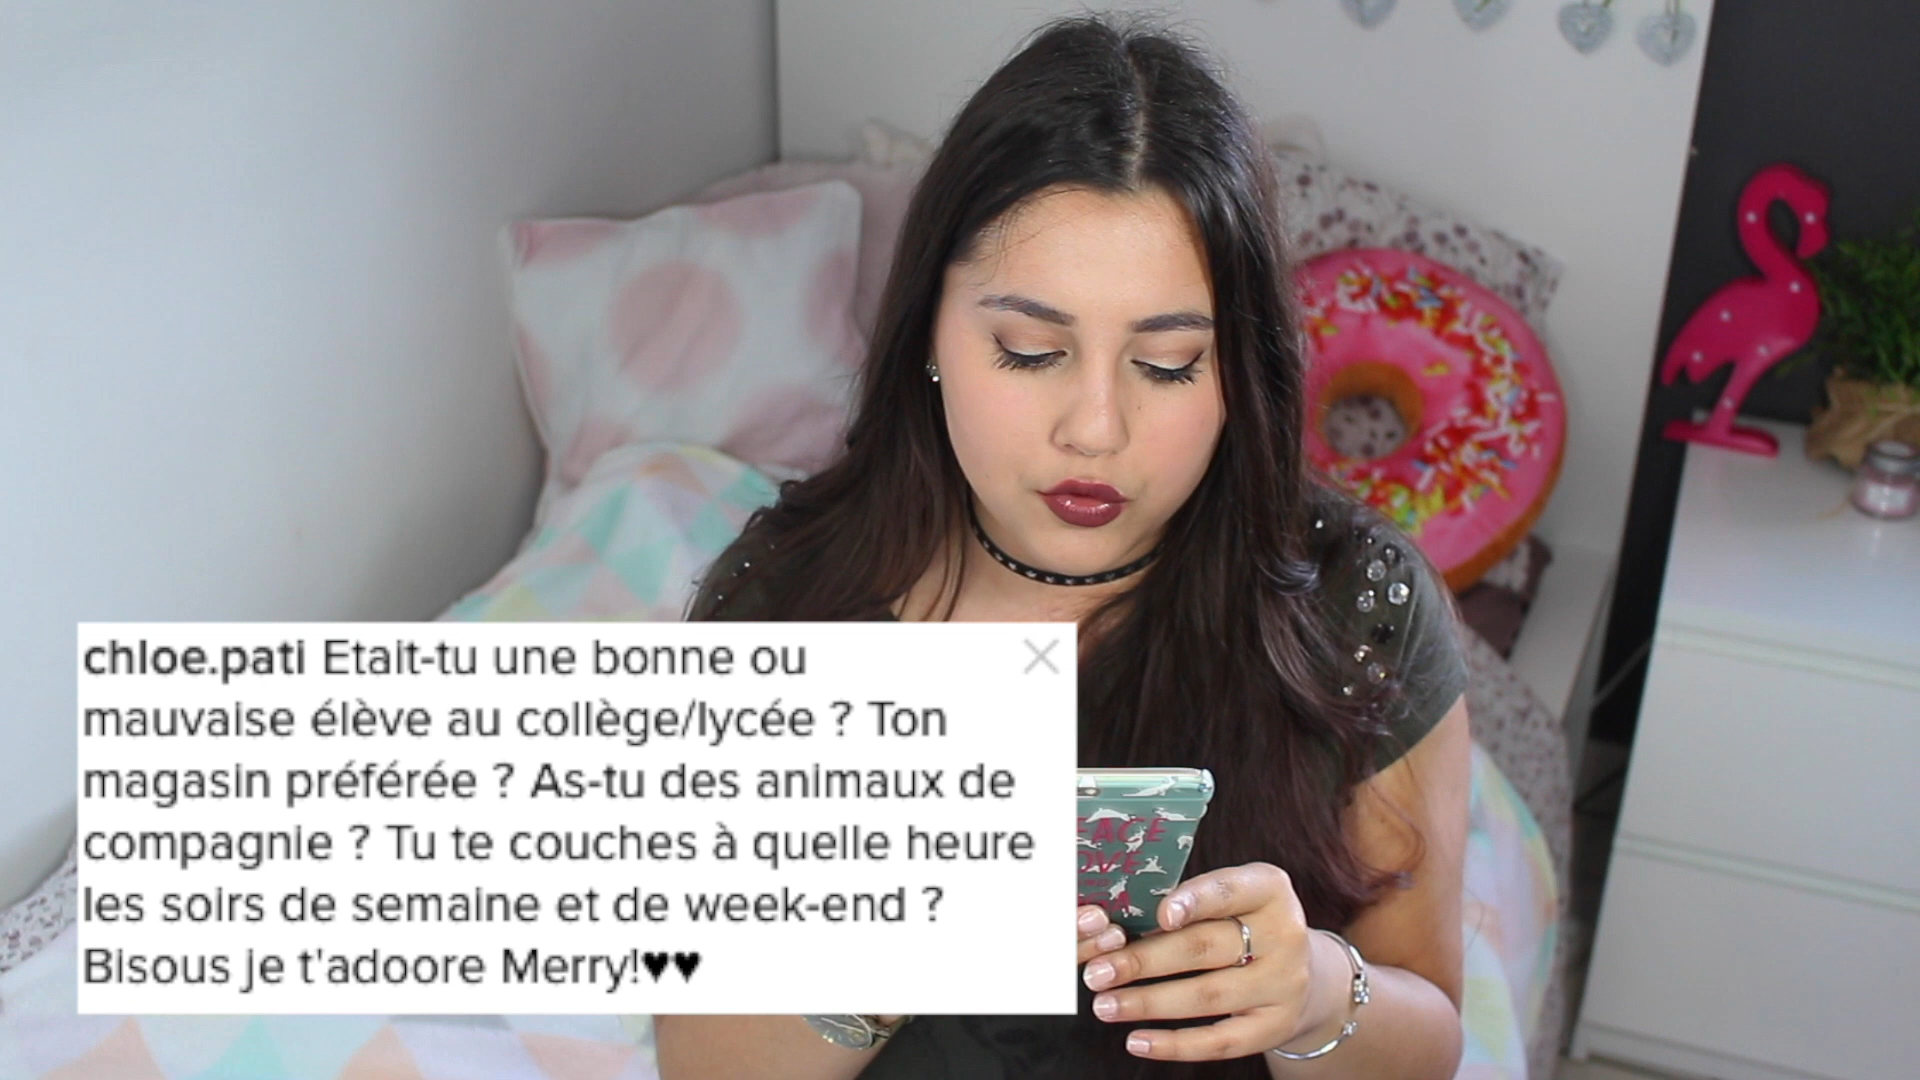 chloe.pati Etait-tu une bonne ou
mauvaise élève au collège/lycée ? Ton
magasin préférée ? As-tu des animaux de
compagnie ? Tu te couches à quelle heure
les soirs de semaine et de week-end ?
Bisous je t'adoore Merry!♥♥